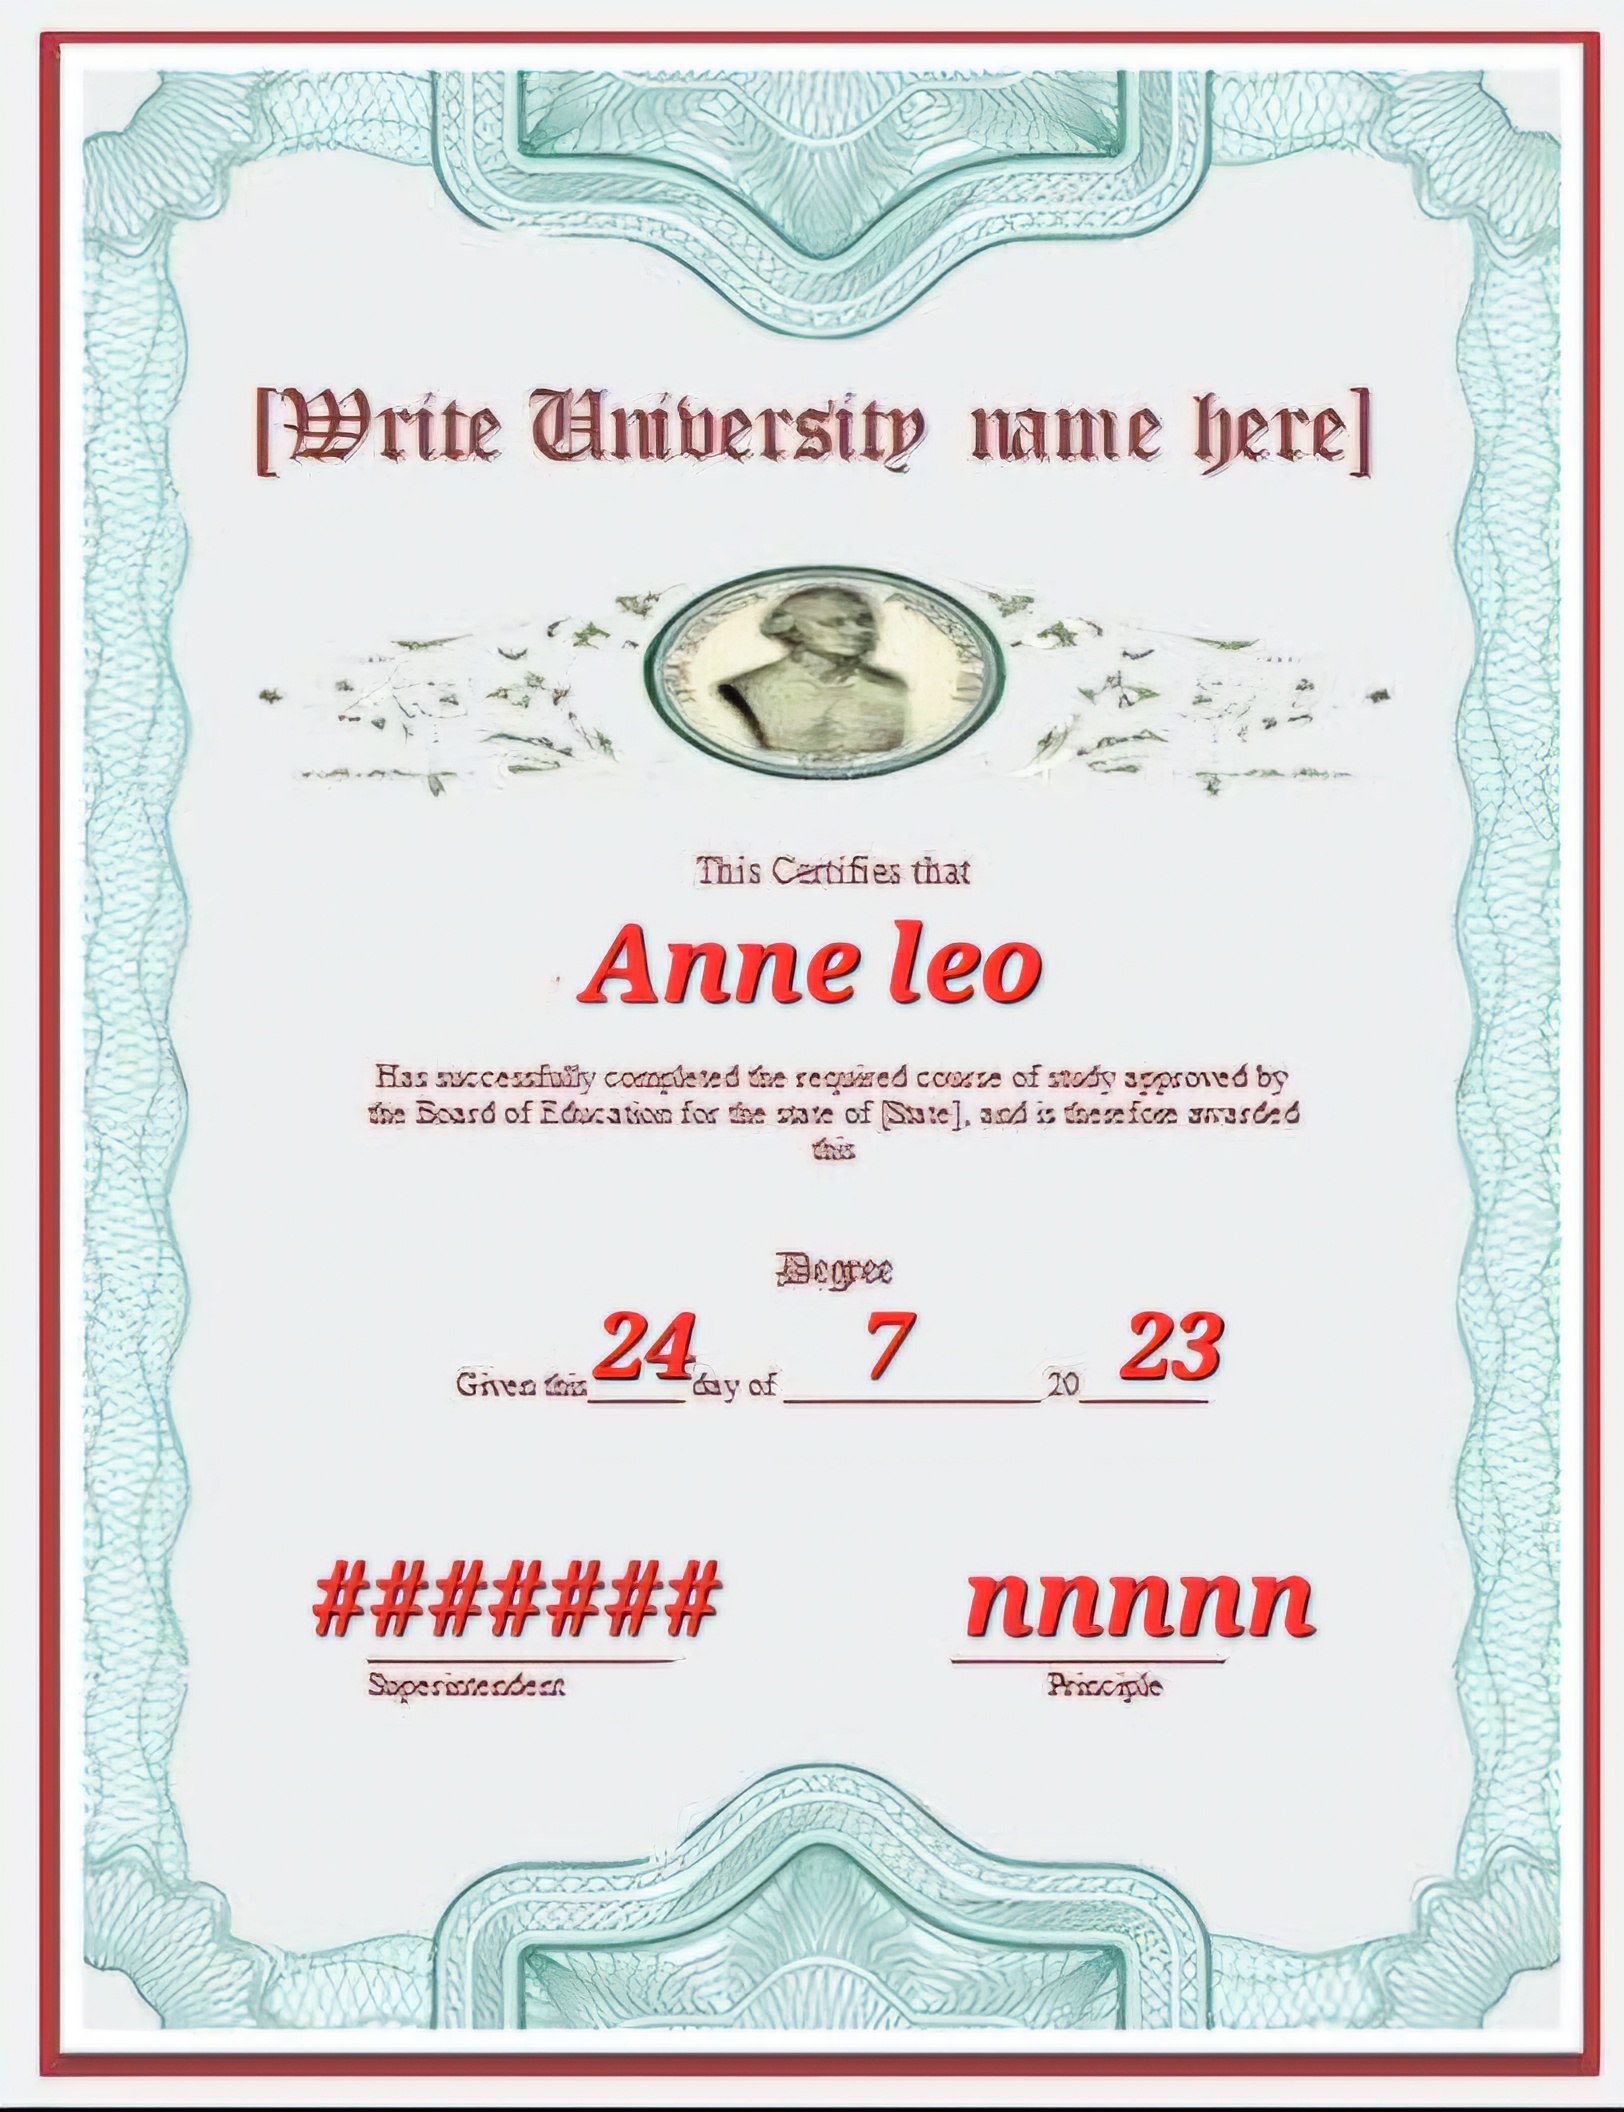 [Write University name here]
This Certifies that
Anne leo
Has successfully completed the required course of study approved by
the Board of Education for the state of [State], and is therefore awarded
this
Degree
Given this 24 day of 7 20 23
####### nnnnn
Superintendent Principle